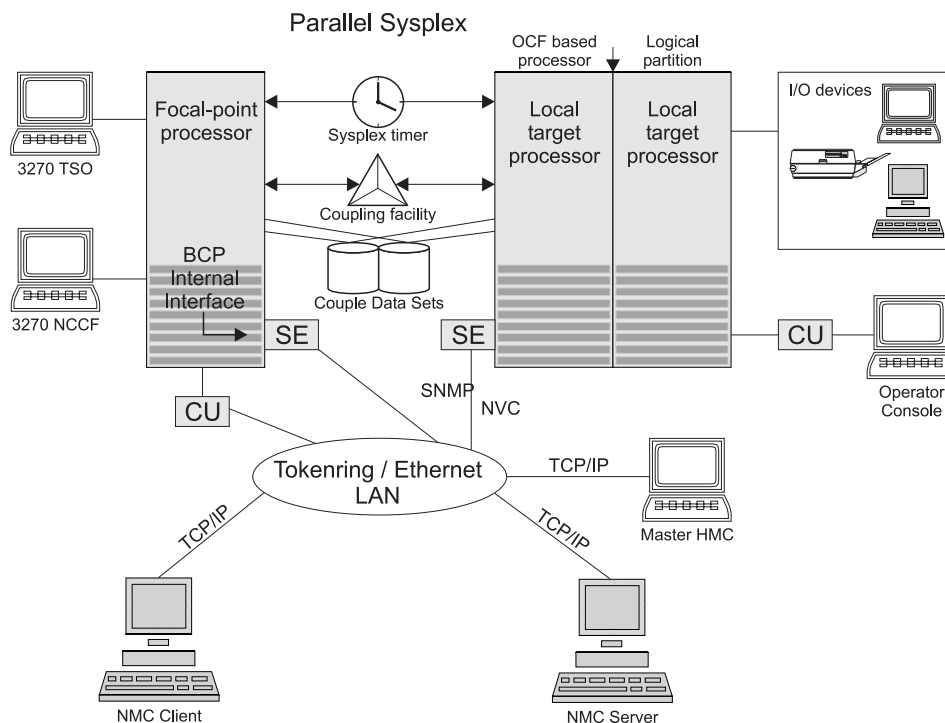 Parallel Sysplex
OCF based
processor
Logical
partition
3270 TSO
Focal-point
processor
Sysplex timer
Local
target
processor
Local
target
processor
I/O devices
Coupling facility
3270 NCCF
BCP
Internal
Interface
Couple Data Sets
SE
SE
CU
Operator
Console
CU
SNMP
NVC
Tokenring / Ethernet
LAN
TCP/IP
Master HMC
TCP/IP
TCP/IP
NMC Client
NMC Server